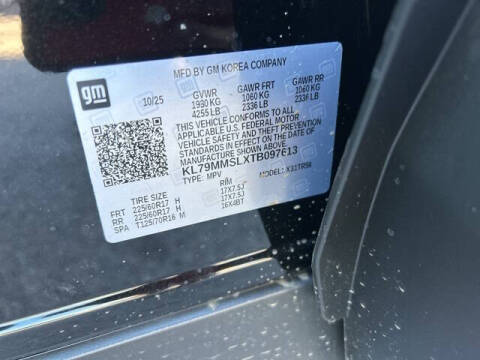 MFD BY GM KOREA COMPANY
gm 10/25 GVWR GAWR FRT GAWR RR
1930 KG 1060 KG 1060 KG
4255 LB 2336 LB 2336 LB
THIS VEHICLE CONFORMS TO ALL
APPLICABLE U.S. FEDERAL MOTOR
VEHICLE SAFETY AND THEFT
PREVENTION STANDARDS IN
EFFECT ON THE DATE OF
MANUFACTURE SHOWN ABOVE.
KL79MMSLXTB097613
TYPE: MPV MODEL:
TIRE SIZE RIM
FRT 225/60R17 H 17X7.5J
RR 225/60R17 H 17X7.5J
SPA T125/70R16 M 16X4BT